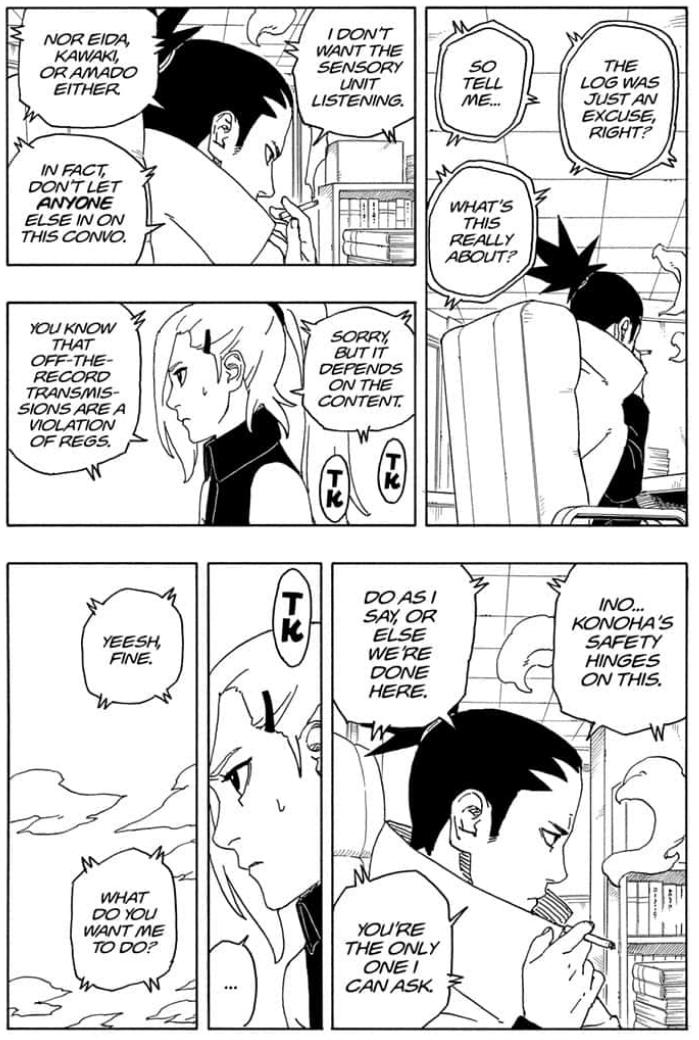 THE
LOG WAS
JUST AN
EXCUSE,
RIGHT?
SO
TELL
ME...
WHAT'S
THIS
REALLY
ABOUT?
I DON'T
WANT THE
SENSORY
UNIT
LISTENING.
NOR EIDA,
KAWAKI,
OR AMADO
EITHER.
IN FACT,
DON'T LET
ANYONE
ELSE IN ON
THIS CONVO.
SORRY,
BUT IT
DEPENDS
ON THE
CONTENT.
YOU KNOW
THAT
OFF-THE-
RECORD
TRANSMIS-
SIONS ARE A
VIOLATION
OF REGS.
TK
TK
INO...
KONOHA'S
SAFETY
HINGES
ON THIS.
DO AS I
SAY, OR
ELSE
WE'RE
DONE
HERE.
YOU'RE
THE ONLY
ONE I
CAN ASK.
TK
...
YEESH,
FINE.
WHAT
DO YOU
WANT ME
TO DO?